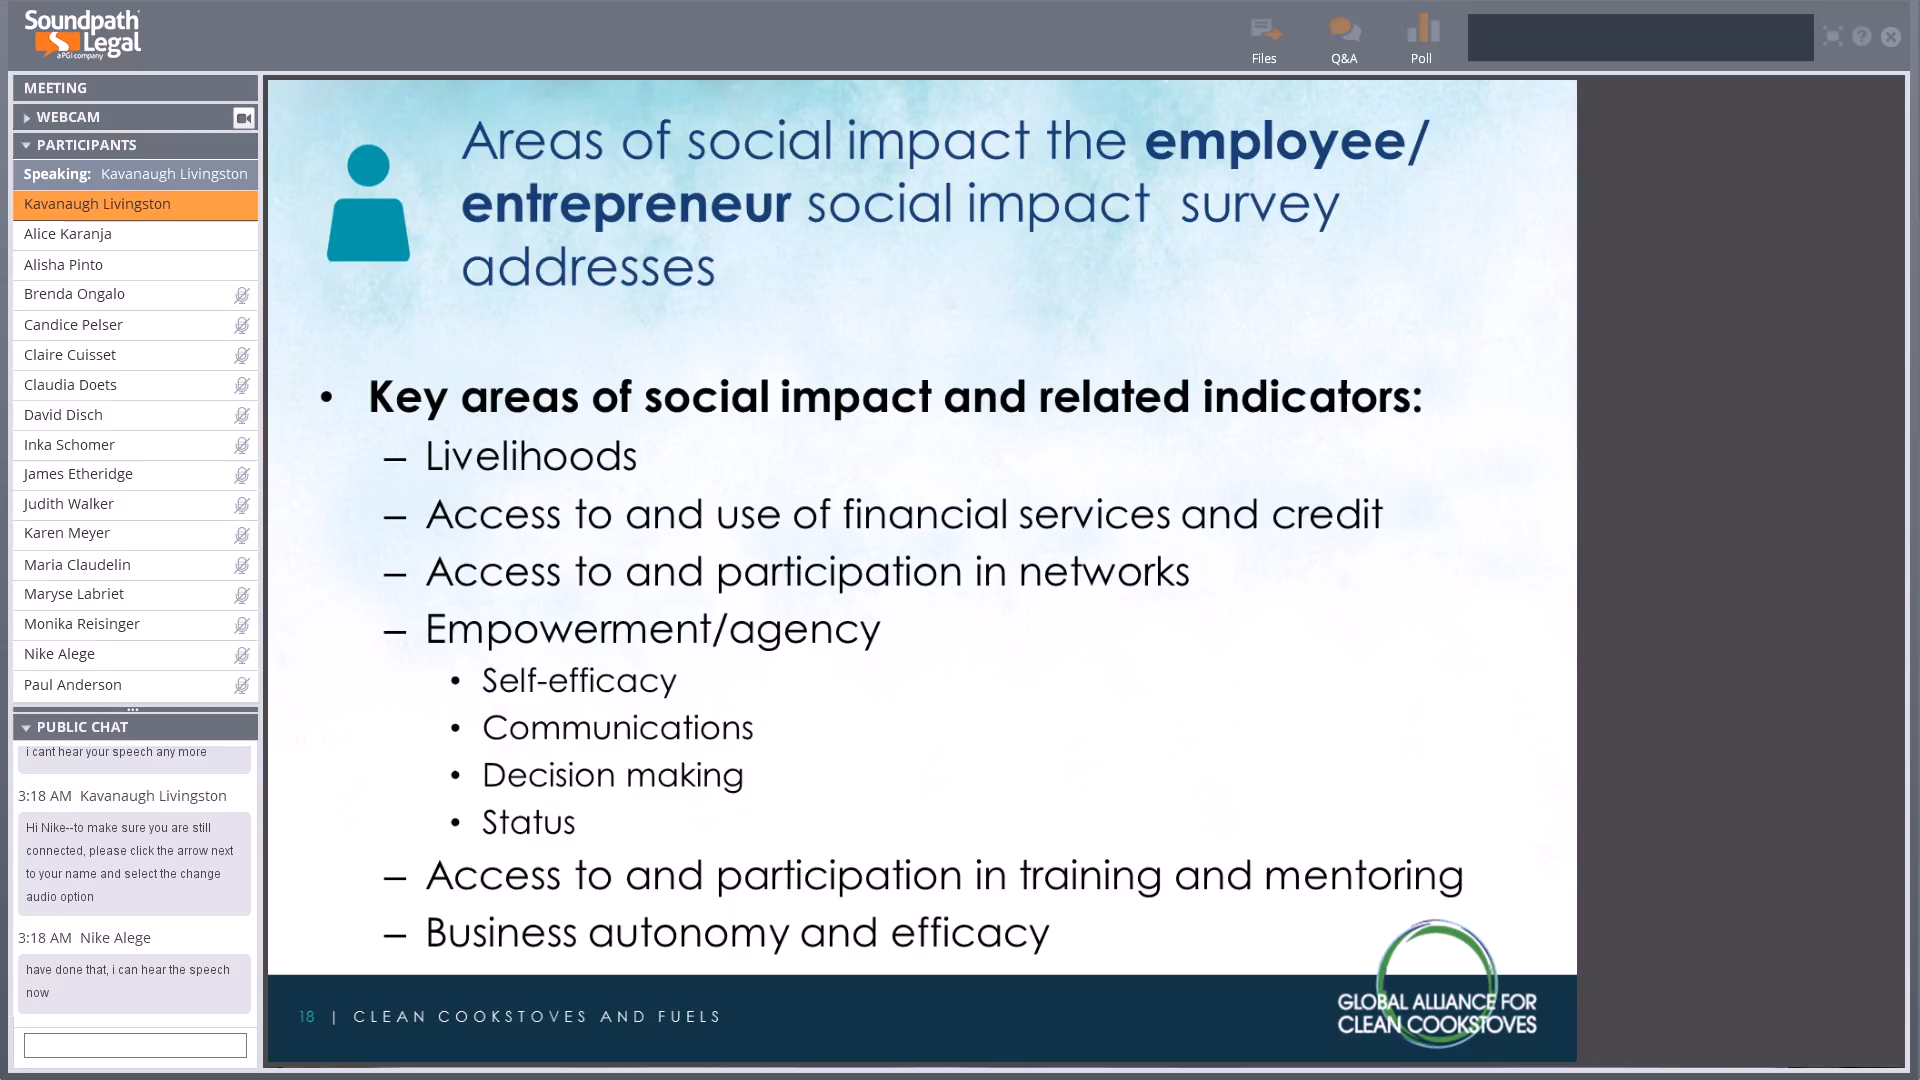 Soundpath
Legal
a PGi company
Files
Q&A
Poll
MEETING
WEBCAM
PARTICIPANTS
Speaking: Kavanaugh Livingston
Kavanaugh Livingston
Alice Karanja
Alisha Pinto
Brenda Ongalo
Candice Pelser
Claire Cuisset
Claudia Doets
David Disch
Inka Schomer
James Etheridge
Judith Walker
Karen Meyer
Maria Claudelin
Maryse Labriet
Monika Reisinger
Nike Alege
Paul Anderson
PUBLIC CHAT
i cant hear your speech any more
3:18 AM Kavanaugh Livingston
Hi Nike--to make sure you are still
connected, please click the arrow next
to your name and select the change
audio option
3:18 AM Nike Alege
have done that, i can hear the speech
now
Areas of social impact the employee/
entrepreneur social impact survey
addresses
• Key areas of social impact and related indicators:
– Livelihoods
– Access to and use of financial services and credit
– Access to and participation in networks
– Empowerment/agency
• Self-efficacy
• Communications
• Decision making
• Status
– Access to and participation in training and mentoring
– Business autonomy and efficacy
18 | CLEAN COOKSTOVES AND FUELS
GLOBAL ALLIANCE FOR
CLEAN COOKSTOVES